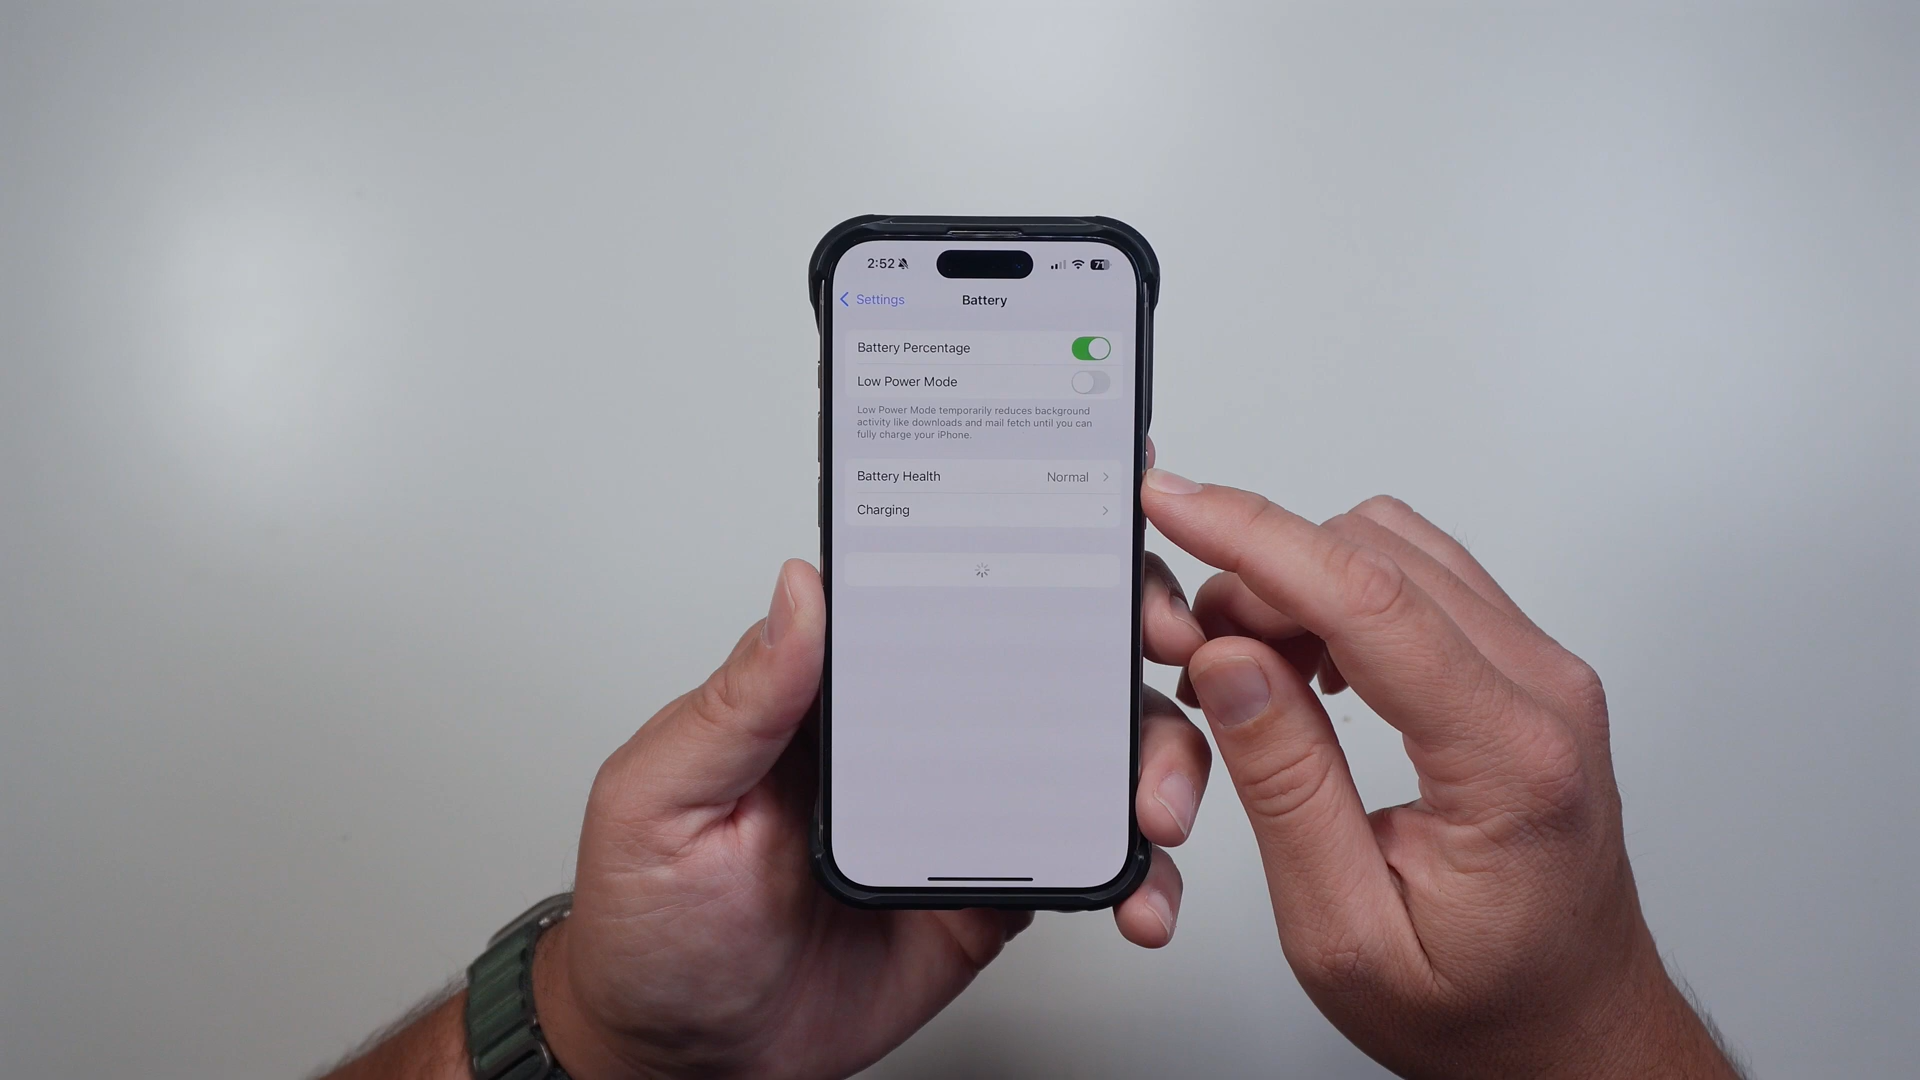 2:52
71
Settings
Battery
Battery Percentage
Low Power Mode
Low Power Mode temporarily reduces background
activity like downloads and mail fetch until you can
fully charge your iPhone.
Battery Health
Normal
Charging